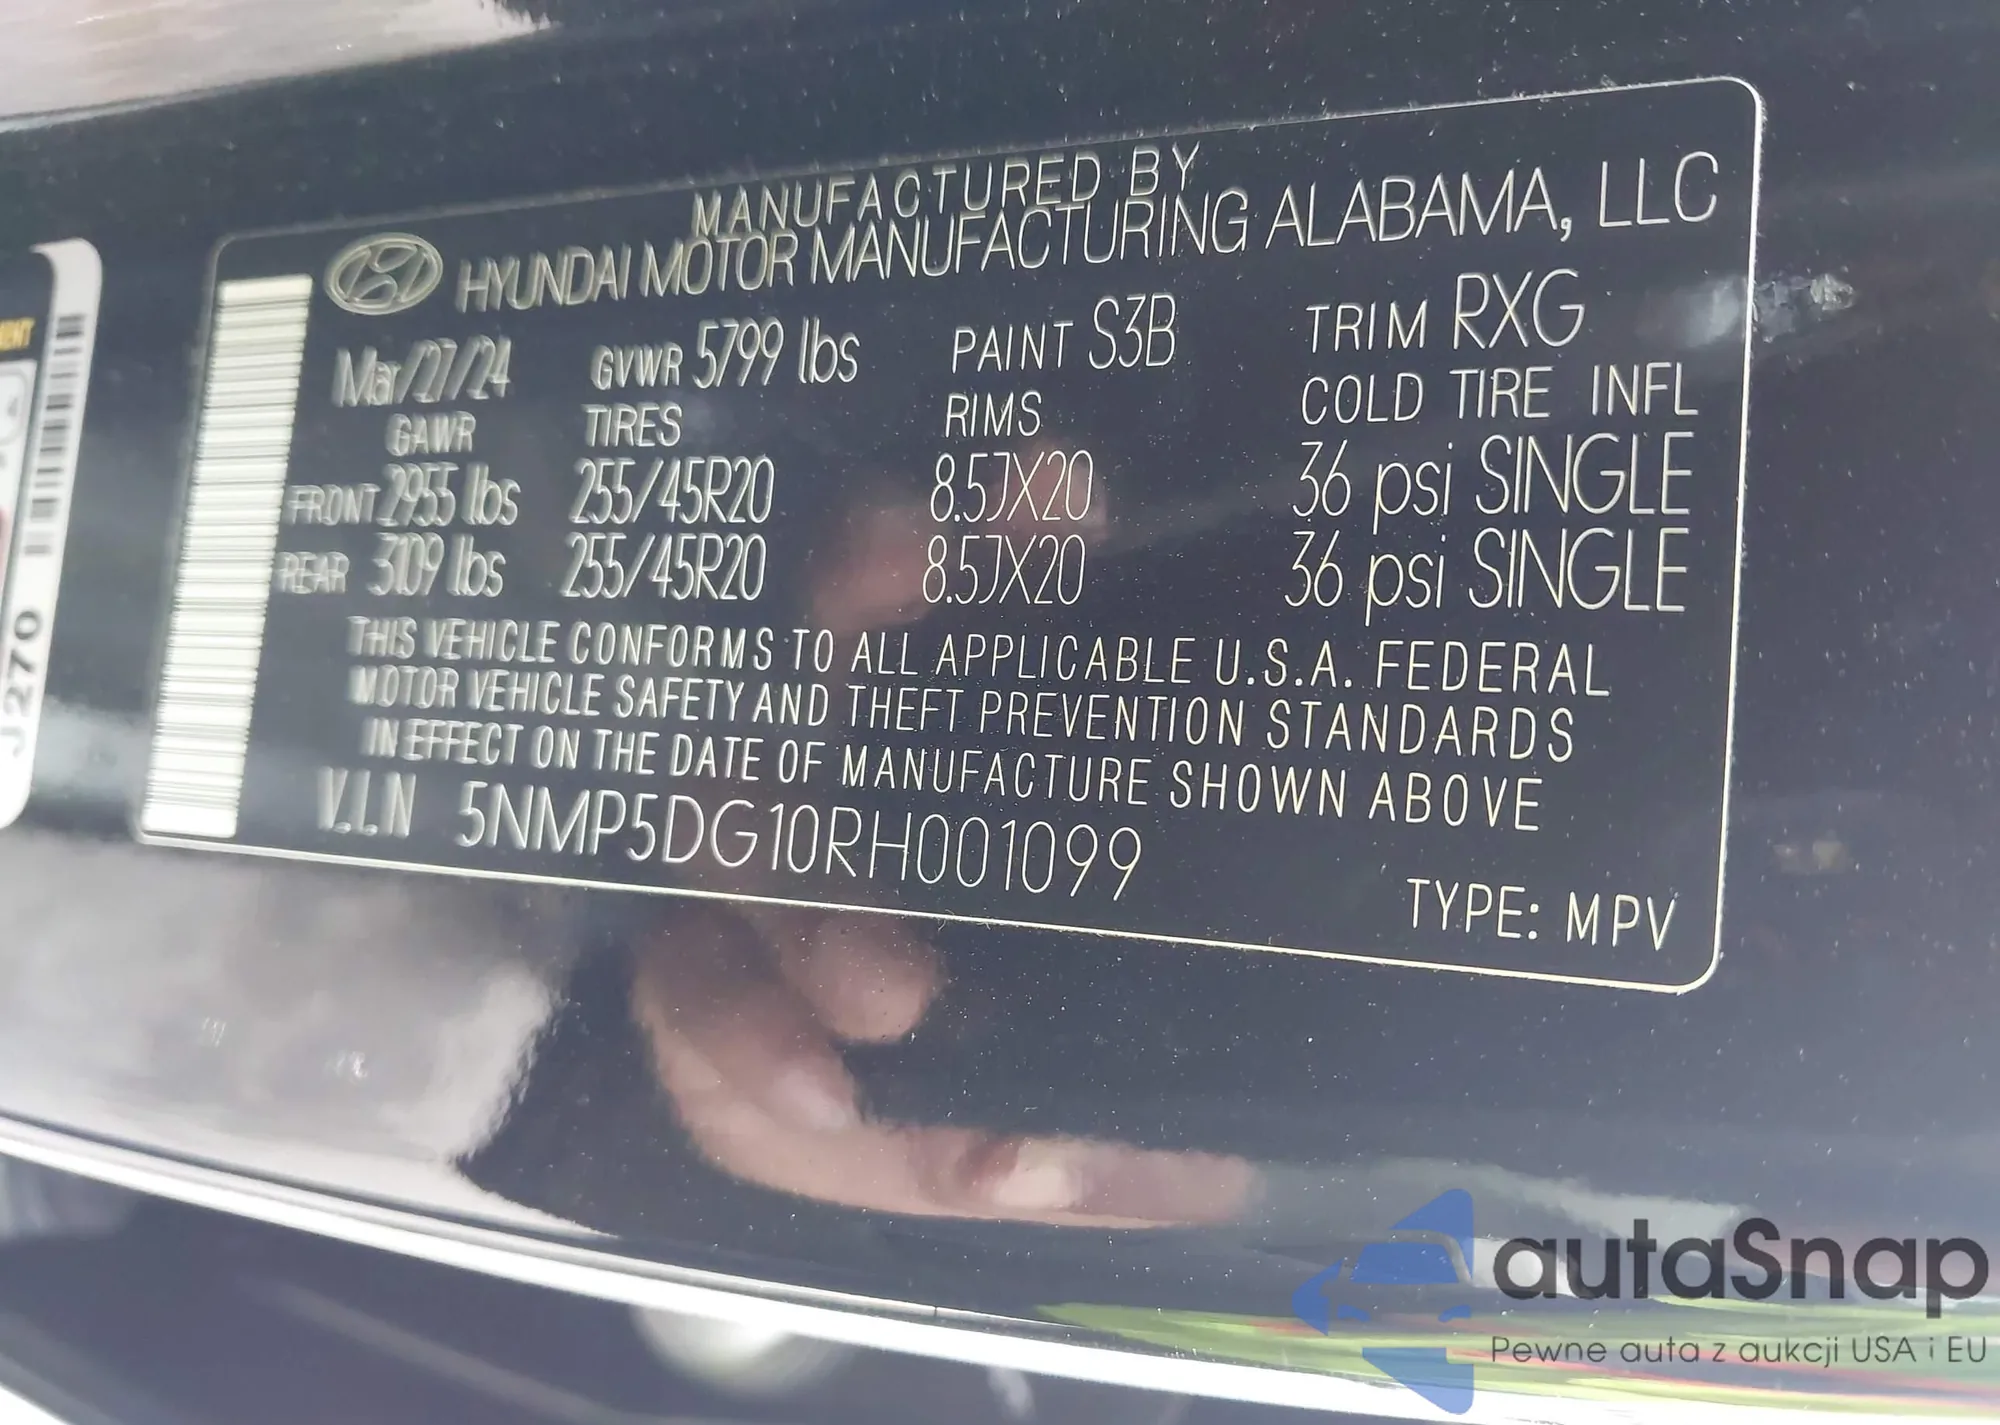 MANUFACTURED BY
HYUNDAI MOTOR MANUFACTURING ALABAMA, LLC
Mar/27/24 GVWR 5799 lbs PAINT S3B TRIM RXG
GAWR TIRES RIMS COLD TIRE INFL
FRONT 2955 lbs 255/45R20 8.5JX20 36 psi SINGLE
REAR 3109 lbs 255/45R20 8.5JX20 36 psi SINGLE
THIS VEHICLE CONFORMS TO ALL APPLICABLE U.S.A. FEDERAL
MOTOR VEHICLE SAFETY AND THEFT PREVENTION STANDARDS
IN EFFECT ON THE DATE OF MANUFACTURE SHOWN ABOVE
V.I.N 5NMP5DG10RH001099
TYPE: MPV
J270
autaSnap
Pewne auta z aukcji USA i EU